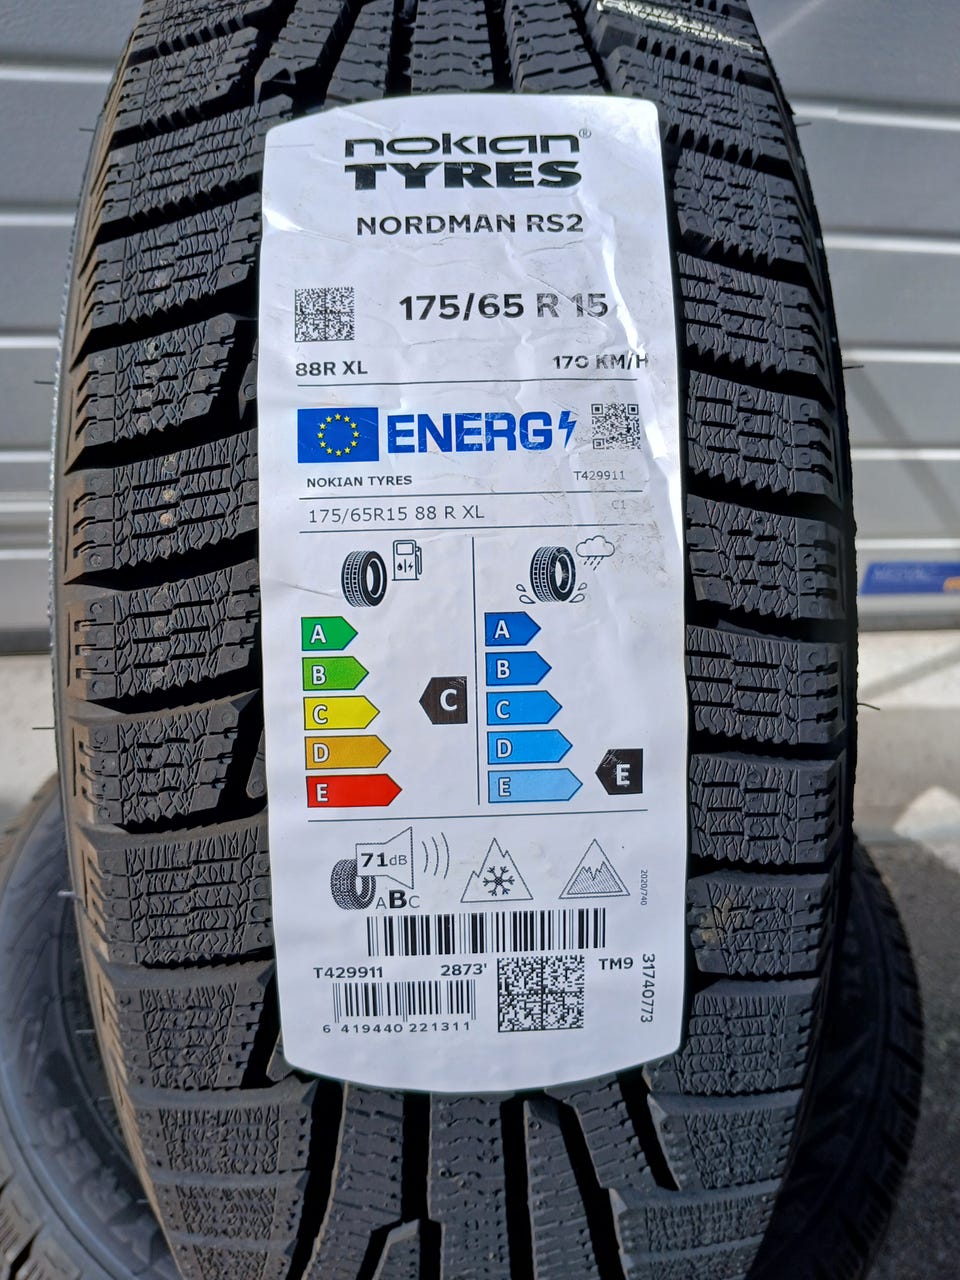 nokian®
TYRES
NORDMAN RS2
175/65 R 15
88R XL 170 KM/H
ENERG
NOKIAN TYRES T429911
175/65R15 88 R XL C1
A A
B B
C C C
D D
E E E
71dB
ABC
2020/740
T429911 2873' TM9
31740773
6 419440 221311